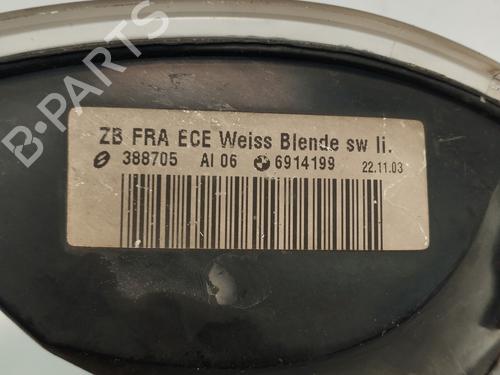 ZB FRA ECE Weiss Blende sw li.
388705 AI 06 6914199 22.11.03
B-PARTS